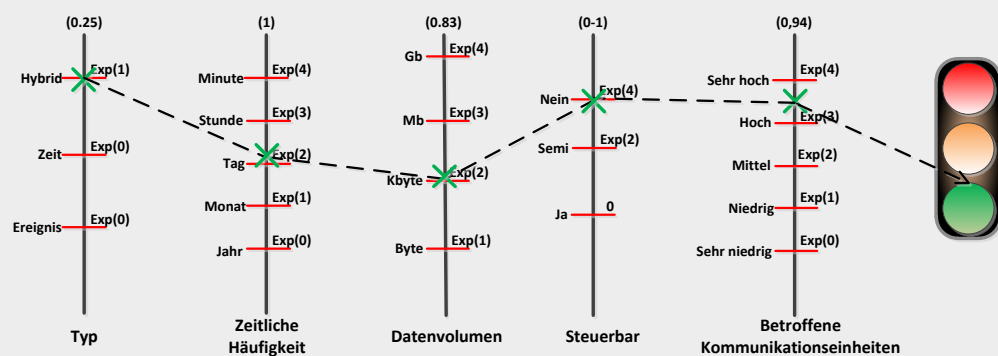 (0.25)
(1)
(0.83)
(0-1)
(0,94)
Hybrid Exp(1)
Zeit Exp(0)
Ereignis Exp(0)
Typ
Minute Exp(4)
Stunde Exp(3)
Tag Exp(2)
Monat Exp(1)
Jahr Exp(0)
Zeitliche
Häufigkeit
Gb Exp(4)
Mb Exp(3)
Kbyte Exp(2)
Byte Exp(1)
Datenvolumen
Nein Exp(4)
Semi Exp(2)
Ja 0
Steuerbar
Sehr hoch Exp(4)
Hoch Exp(3)
Mittel Exp(2)
Niedrig Exp(1)
Sehr niedrig Exp(0)
Betroffene
Kommunikationseinheiten